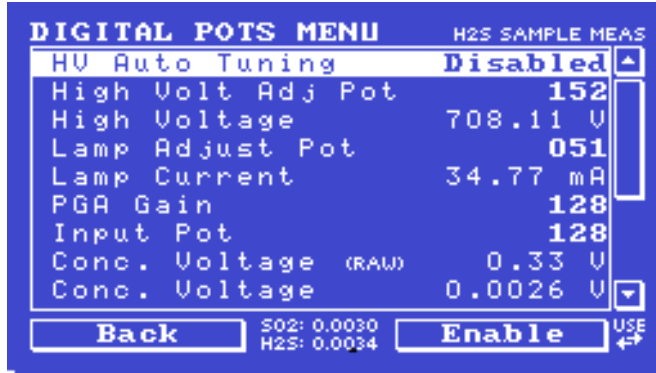 DIGITAL POTS MENU H2S SAMPLE MEAS
HV Auto Tuning Disabled
High Volt Adj Pot 152
High Voltage 708.11 V
Lamp Adjust Pot 051
Lamp Current 34.77 mA
PGA Gain 128
Input Pot 128
Conc. Voltage (RAW) 0.33 V
Conc. Voltage 0.0026 V
Back SO2: 0.0030 Enable USE
H2S: 0.0034